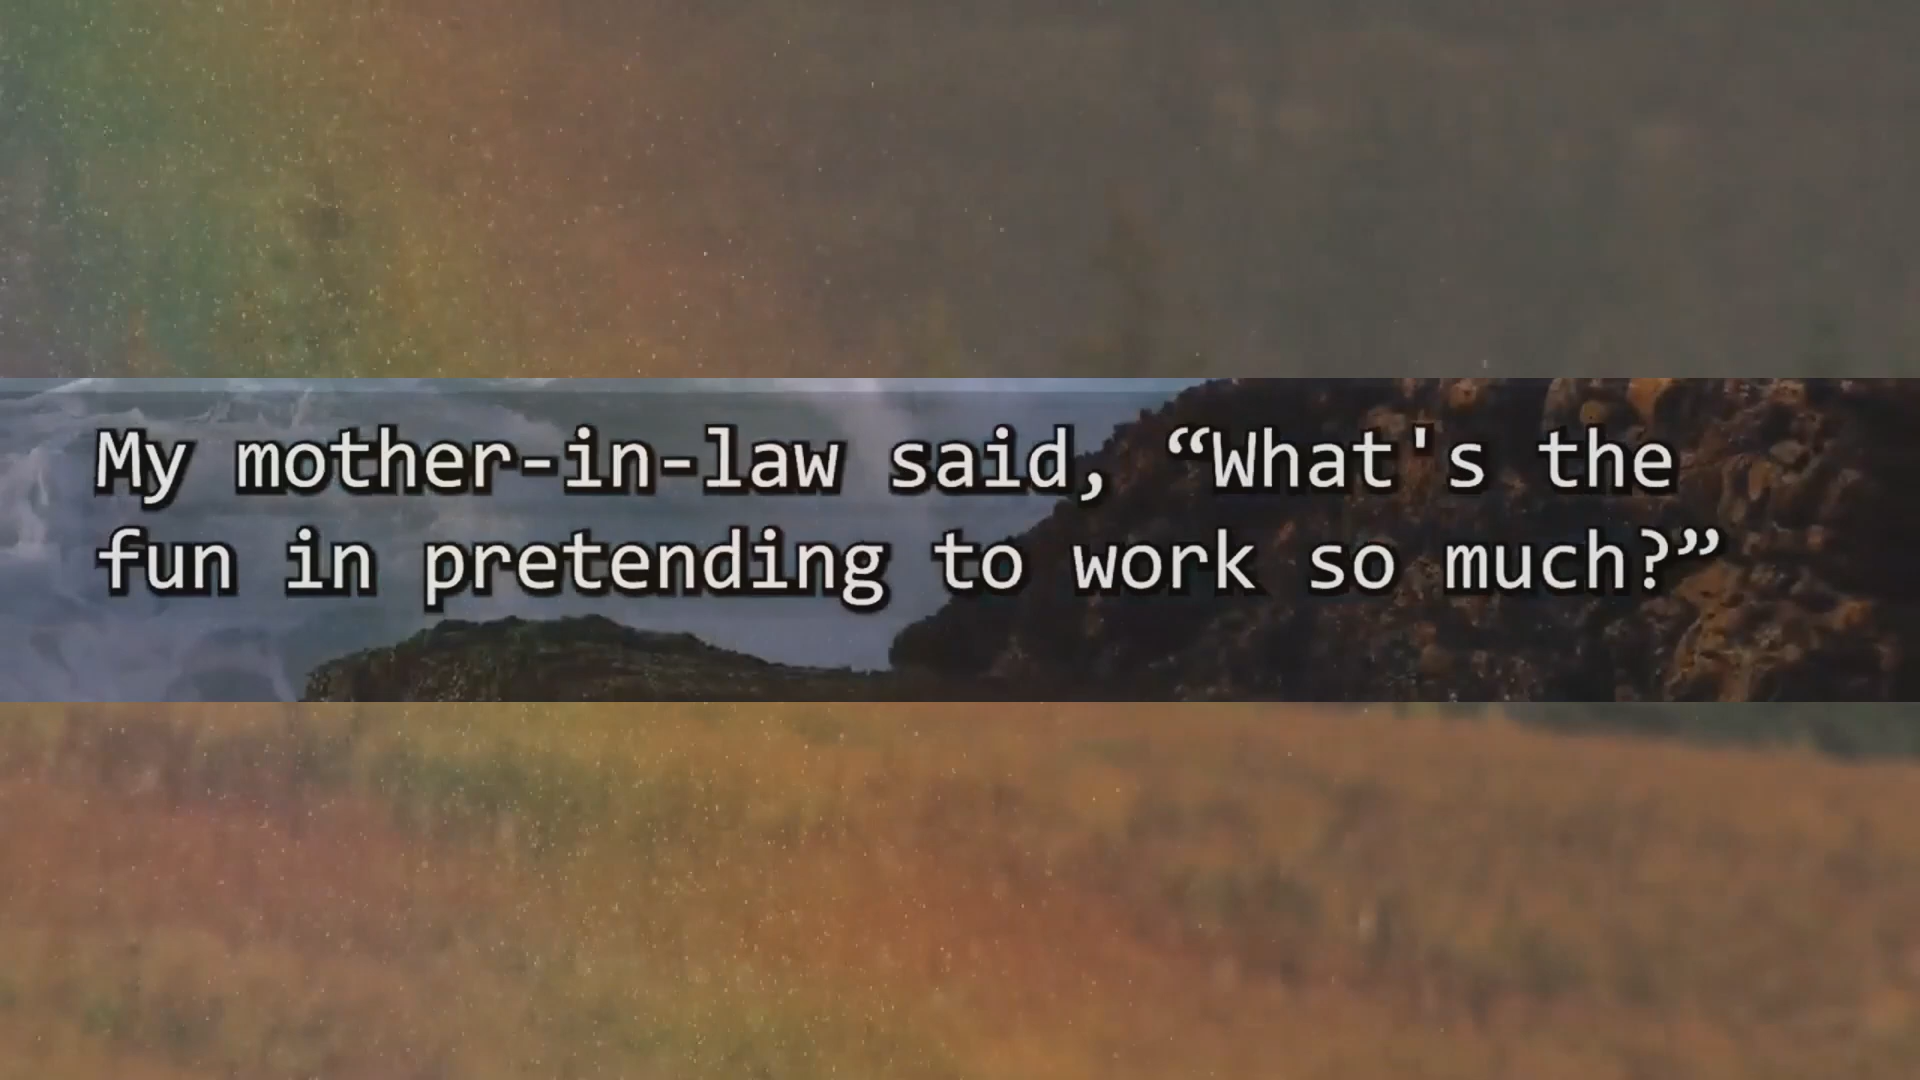 My mother-in-law said, “What's the
fun in pretending to work so much?”